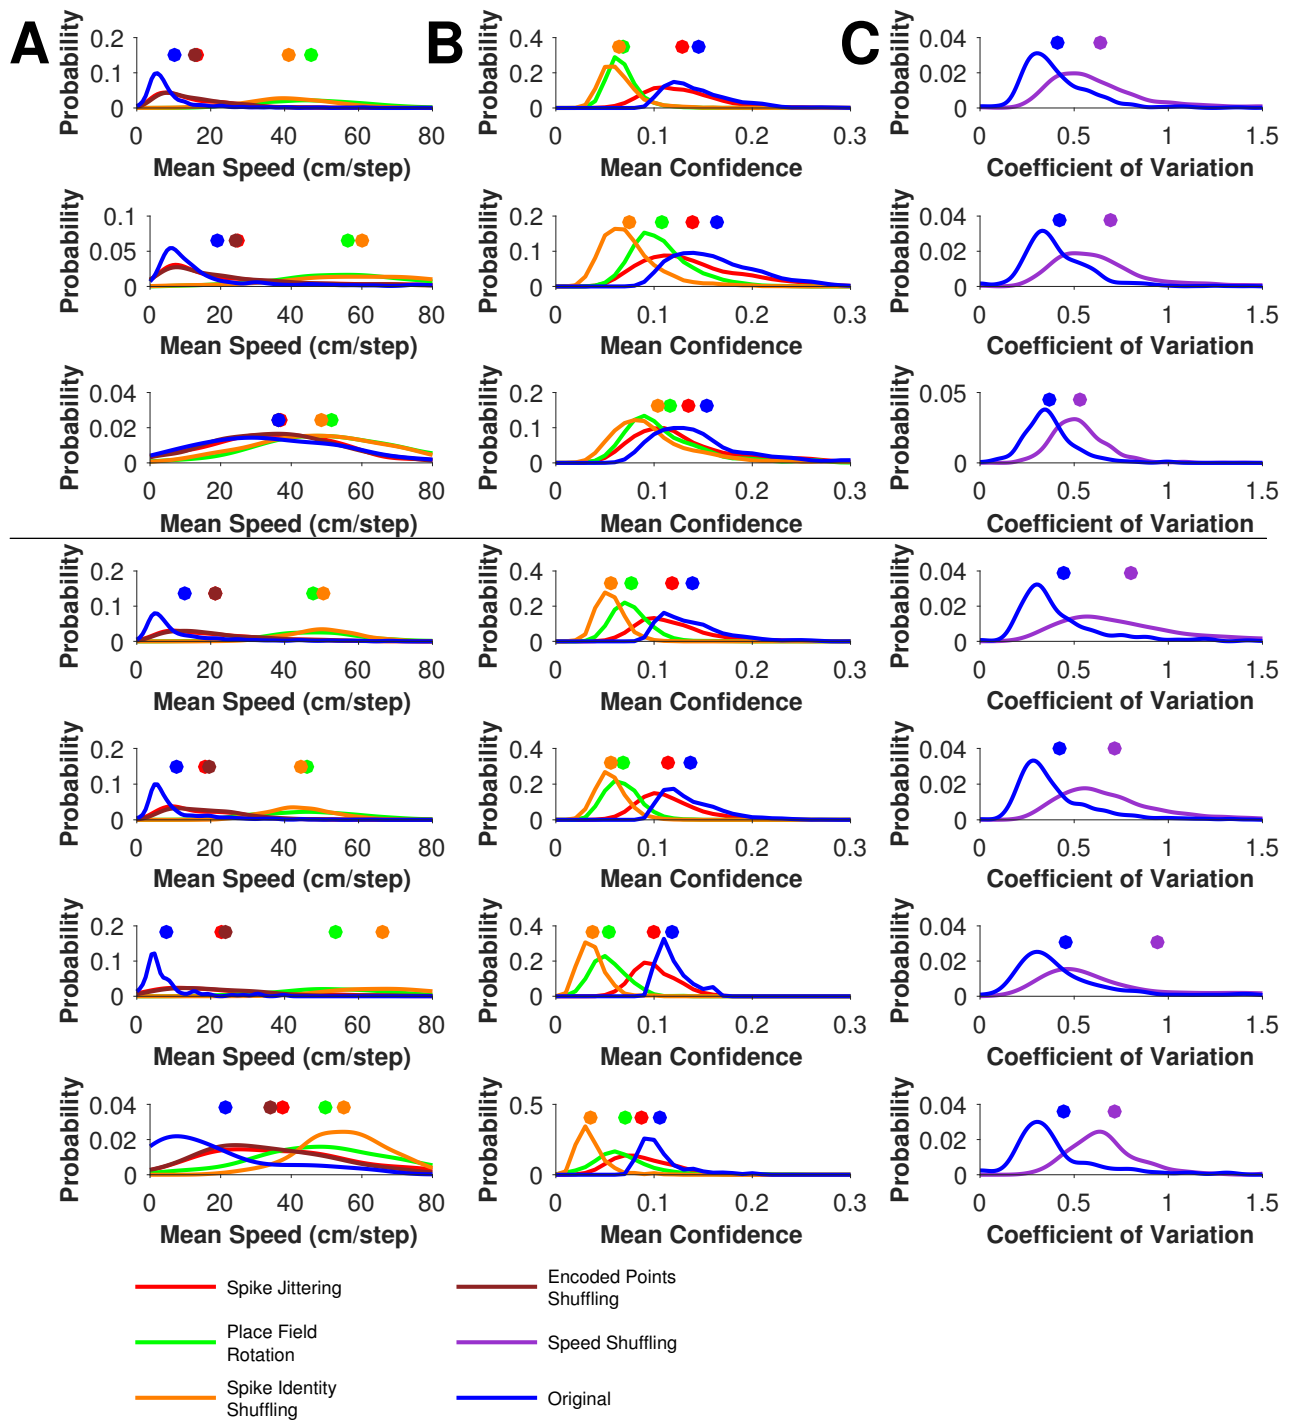 A
B
C
Probability
0.2
0.1
0
0 20 40 60 80
Mean Speed (cm/step)
Probability
0.4
0.2
0
0 0.1 0.2 0.3
Mean Confidence
Probability
0.04
0.02
0
0 0.5 1 1.5
Coefficient of Variation
Probability
0.1
0.05
0
0 20 40 60 80
Mean Speed (cm/step)
Probability
0.2
0.1
0
0 0.1 0.2 0.3
Mean Confidence
Probability
0.04
0.02
0
0 0.5 1 1.5
Coefficient of Variation
Probability
0.04
0.02
0
0 20 40 60 80
Mean Speed (cm/step)
Probability
0.2
0.1
0
0 0.1 0.2 0.3
Mean Confidence
Probability
0.05
0
0 0.5 1 1.5
Coefficient of Variation
Probability
0.2
0.1
0
0 20 40 60 80
Mean Speed (cm/step)
Probability
0.4
0.2
0
0 0.1 0.2 0.3
Mean Confidence
Probability
0.04
0.02
0
0 0.5 1 1.5
Coefficient of Variation
Probability
0.2
0.1
0
0 20 40 60 80
Mean Speed (cm/step)
Probability
0.4
0.2
0
0 0.1 0.2 0.3
Mean Confidence
Probability
0.04
0.02
0
0 0.5 1 1.5
Coefficient of Variation
Probability
0.2
0.1
0
0 20 40 60 80
Mean Speed (cm/step)
Probability
0.4
0.2
0
0 0.1 0.2 0.3
Mean Confidence
Probability
0.04
0.02
0
0 0.5 1 1.5
Coefficient of Variation
Probability
0.04
0.02
0
0 20 40 60 80
Mean Speed (cm/step)
Probability
0.5
0
0 0.1 0.2 0.3
Mean Confidence
Probability
0.04
0.02
0
0 0.5 1 1.5
Coefficient of Variation
Spike Jittering
Place Field
Rotation
Spike Identity
Shuffling
Encoded Points
Shuffling
Speed Shuffling
Original